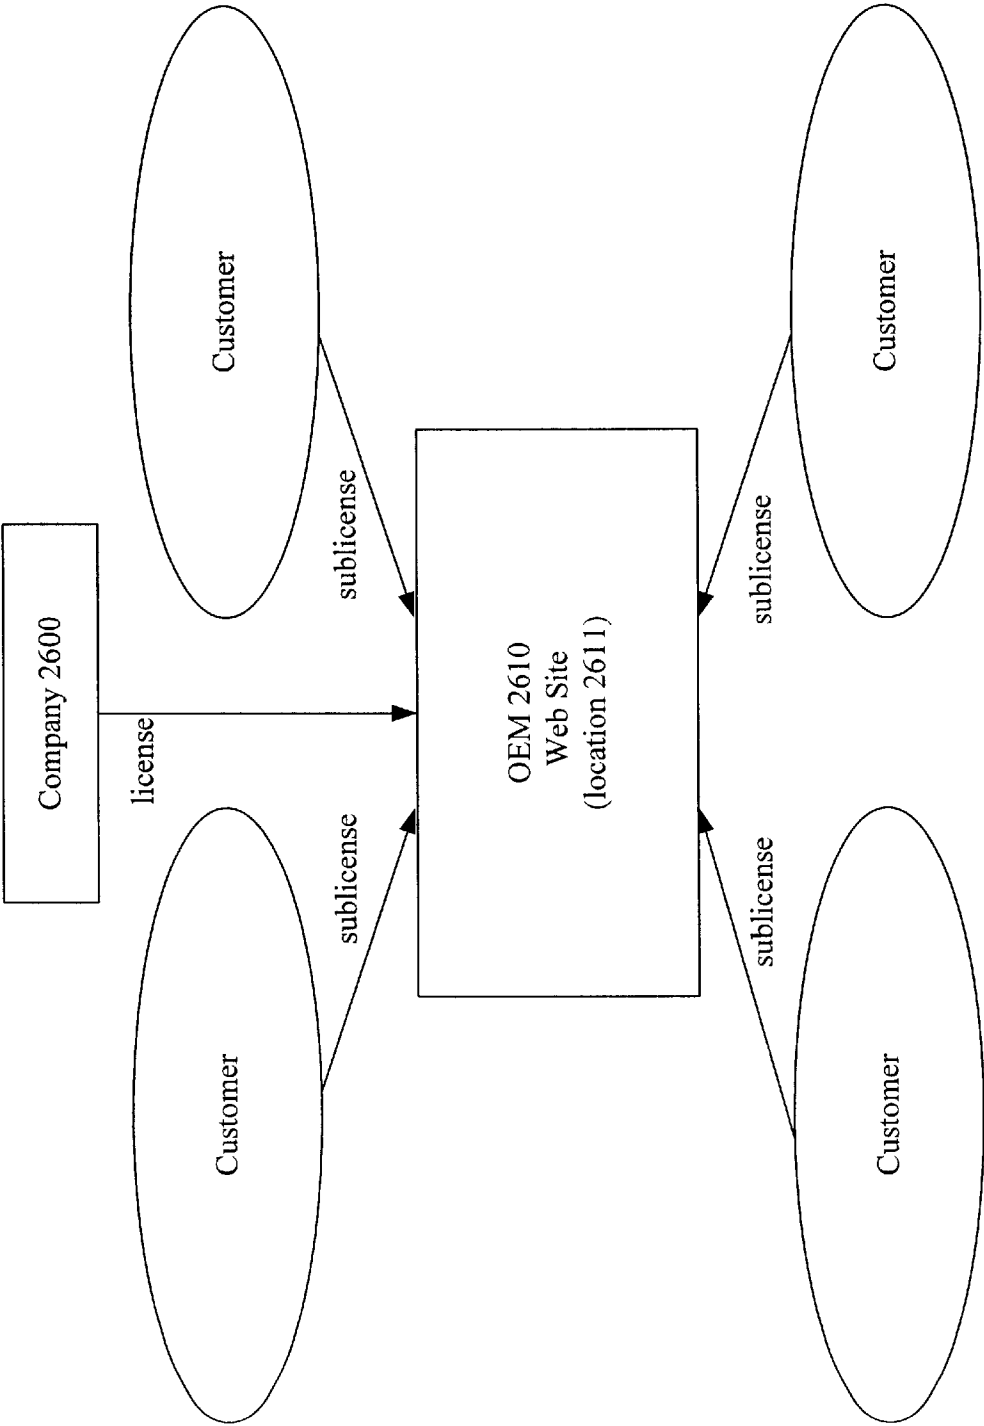 Company 2600
license
Customer
Customer
sublicense
sublicense
OEM 2610
Web Site
(location 2611)
sublicense
sublicense
Customer
Customer